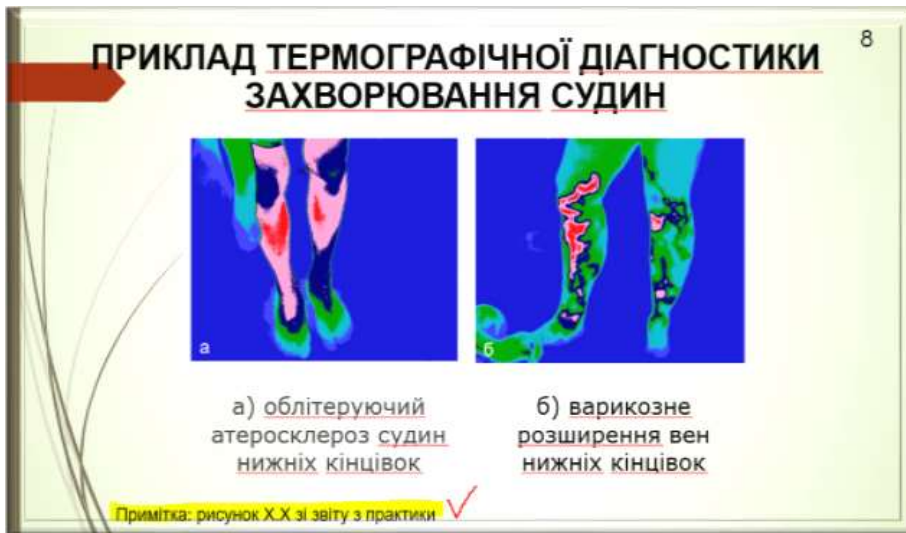 8
ПРИКЛАД ТЕРМОГРАФІЧНОЇ ДІАГНОСТИКИ
ЗАХВОРЮВАННЯ СУДИН
а
б
а) облітеруючий
атеросклероз судин
нижніх кінцівок
б) варикозне
розширення вен
нижніх кінцівок
Примітка: рисунок Х.Х зі звіту з практики